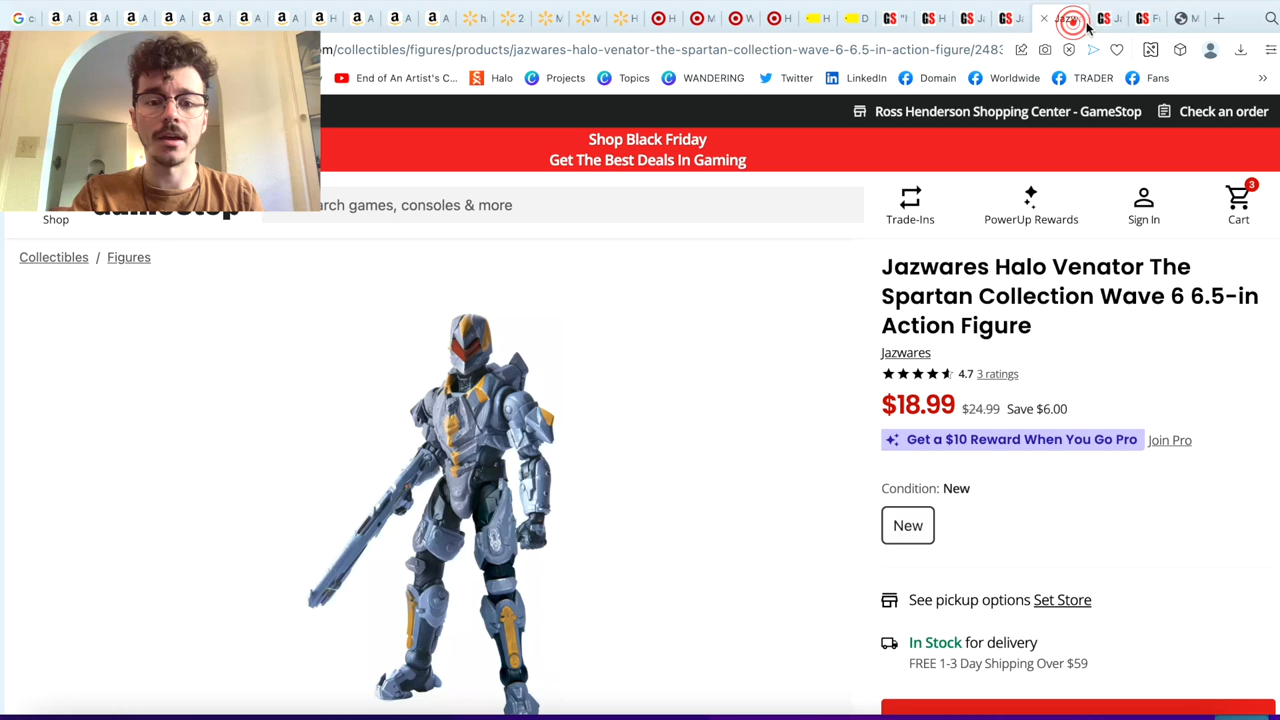 om/collectibles/figures/products/jazwares-halo-venator-the-spartan-collection-wave-6-6.5-in-action-figure/2483
End of An Artist's C...
Halo
Projects
Topics
WANDERING
Twitter
LinkedIn
Domain
Worldwide
TRADER
Fans
Ross Henderson Shopping Center - GameStop
Check an order
Shop Black Friday
Get The Best Deals In Gaming
Shop
arch games, consoles & more
Trade-Ins
PowerUp Rewards
Sign In
3
Cart
Collectibles / Figures
Jazwares Halo Venator The
Spartan Collection Wave 6 6.5-in
Action Figure
Jazwares
4.7 3 ratings
$18.99 $24.99 Save $6.00
Get a $10 Reward When You Go Pro Join Pro
Condition: New
New
See pickup options Set Store
In Stock for delivery
FREE 1-3 Day Shipping Over $59